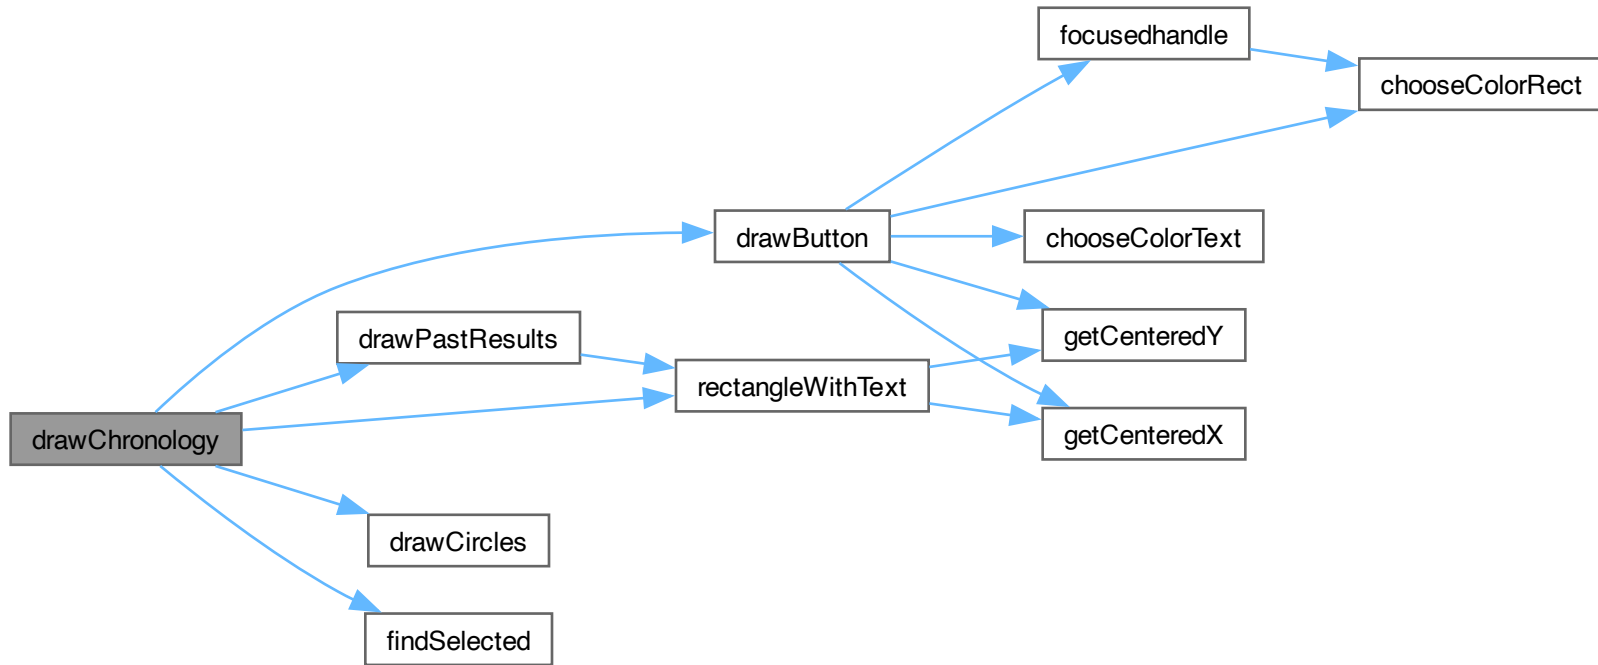 focusedhandle
chooseColorRect
drawButton
chooseColorText
drawPastResults
getCenteredY
rectangleWithText
getCenteredX
drawChronology
drawCircles
findSelected